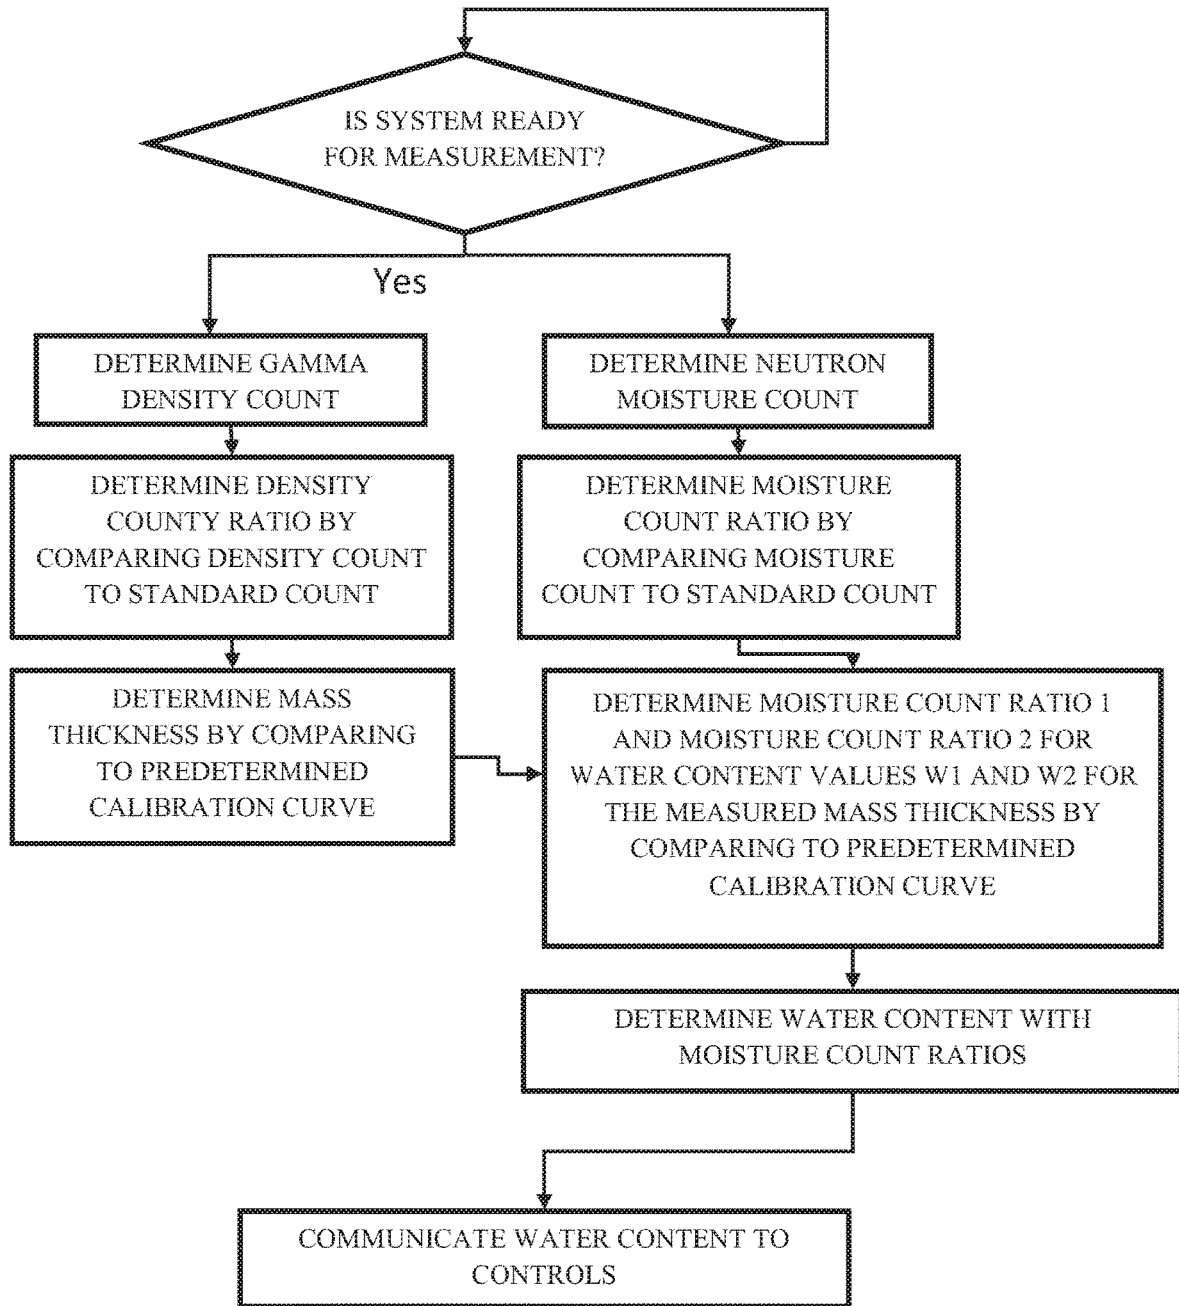 IS SYSTEM READY
FOR MEASUREMENT?
Yes
DETERMINE GAMMA
DENSITY COUNT
DETERMINE NEUTRON
MOISTURE COUNT
DETERMINE DENSITY
COUNTY RATIO BY
COMPARING DENSITY COUNT
TO STANDARD COUNT
DETERMINE MOISTURE
COUNT RATIO BY
COMPARING MOISTURE
COUNT TO STANDARD COUNT
DETERMINE MASS
THICKNESS BY COMPARING
TO PREDETERMINED
CALIBRATION CURVE
DETERMINE MOISTURE COUNT RATIO 1
AND MOISTURE COUNT RATIO 2 FOR
WATER CONTENT VALUES W1 AND W2 FOR
THE MEASURED MASS THICKNESS BY
COMPARING TO PREDETERMINED
CALIBRATION CURVE
DETERMINE WATER CONTENT WITH
MOISTURE COUNT RATIOS
COMMUNICATE WATER CONTENT TO
CONTROLS